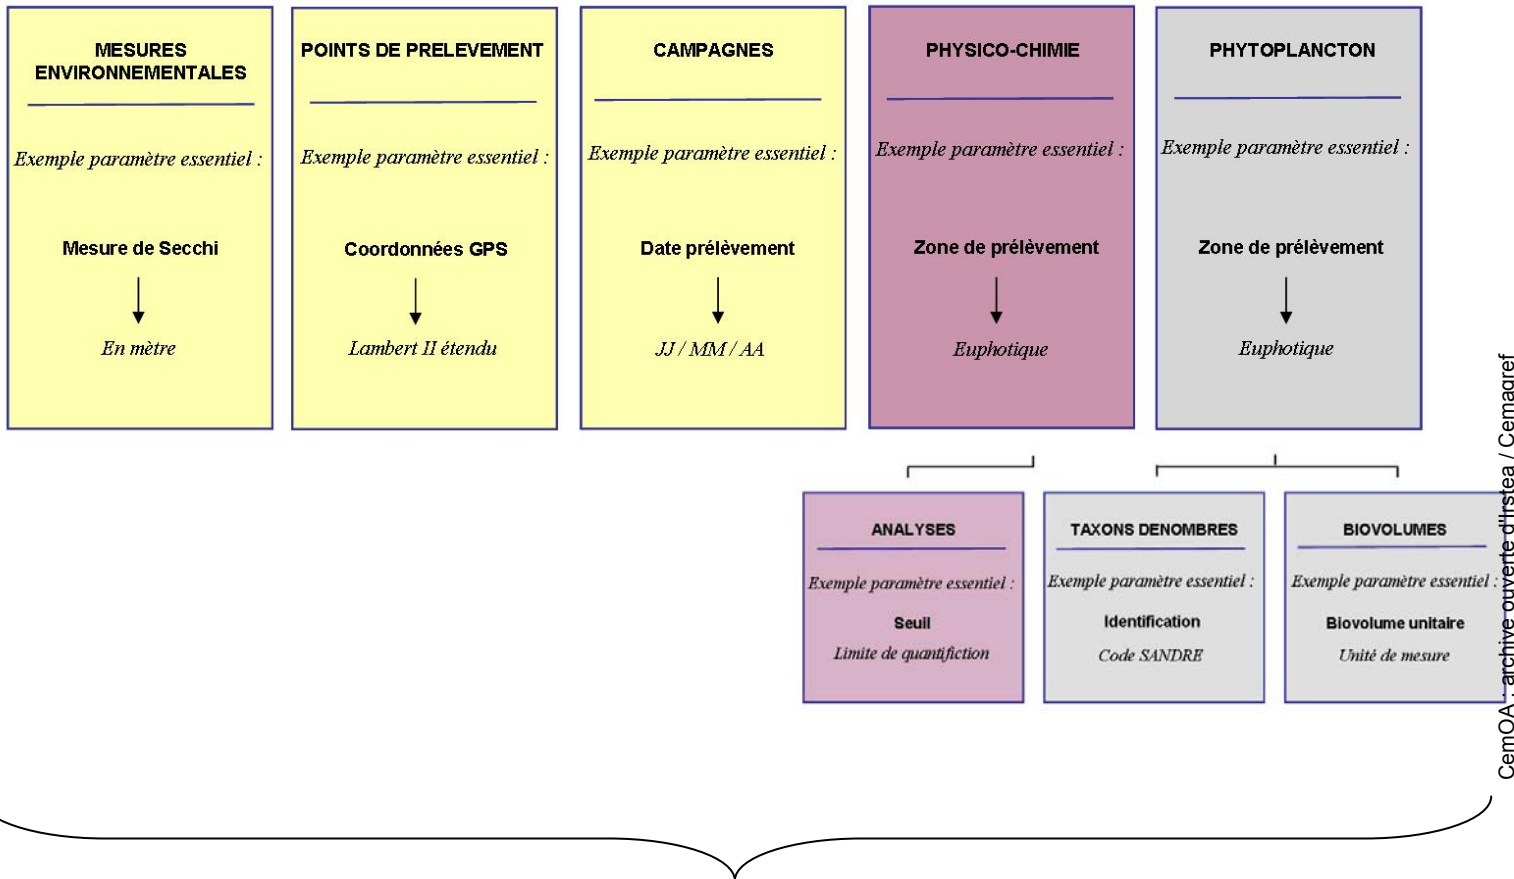 MESURES
ENVIRONNEMENTALES
Exemple paramètre essentiel :
Mesure de Secchi
En mètre
POINTS DE PRELEVEMENT
Exemple paramètre essentiel :
Coordonnées GPS
Lambert II étendu
CAMPAGNES
Exemple paramètre essentiel :
Date prélèvement
JJ / MM / AA
PHYSICO-CHIMIE
Exemple paramètre essentiel :
Zone de prélèvement
Euphotique
PHYTOPLANCTON
Exemple paramètre essentiel :
Zone de prélèvement
Euphotique
ANALYSES
Exemple paramètre essentiel :
Seuil
Limite de quantifiction
TAXONS DENOMBRES
Exemple paramètre essentiel :
Identification
Code SANDRE
BIOVOLUMES
Exemple paramètre essentiel :
Biovolume unitaire
Unité de mesure
CemOA : archive ouverte d'Irstea / Cemagref